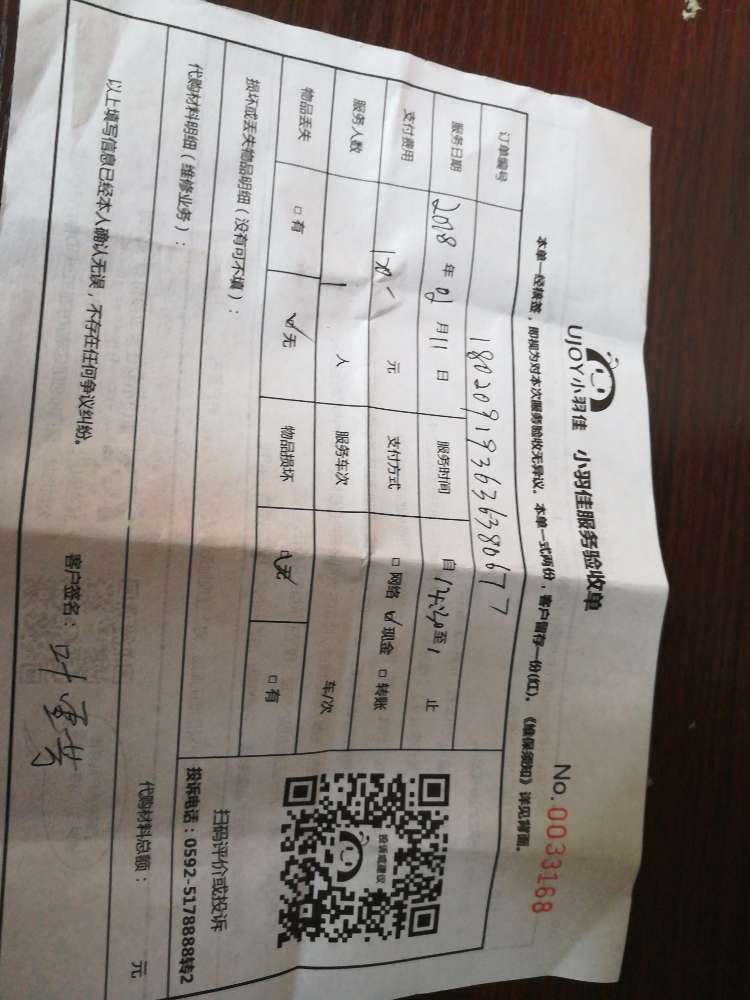 UJOY小羽佳 小羽佳服务验收单
No. 0033168
本单一经核签，即视为对本次服务验收无异议。本单一式两份，客户留存一份(红)。《维保须知》详见背面。
订单编号 180209193636380677
服务日期 2018 年 月 11 日 服务时间 自 至 止
支付费用 元 支付方式 □ 网络 ☑ 现金 □ 转账
服务人数 1 人 服务车次 车/次
物品丢失 □ 有 ☑ 无 物品损坏 ☑ 无 □ 有
损坏或丢失物品明细（没有可不填）：
扫码评价或投诉
投诉电话：0592-5178888转2
投诉或建议
代购材料明细（维修业务）：
代购材料总额： 元
以上填写信息已经本人确认无误，不存在任何争议纠纷。
客户签名： 叶